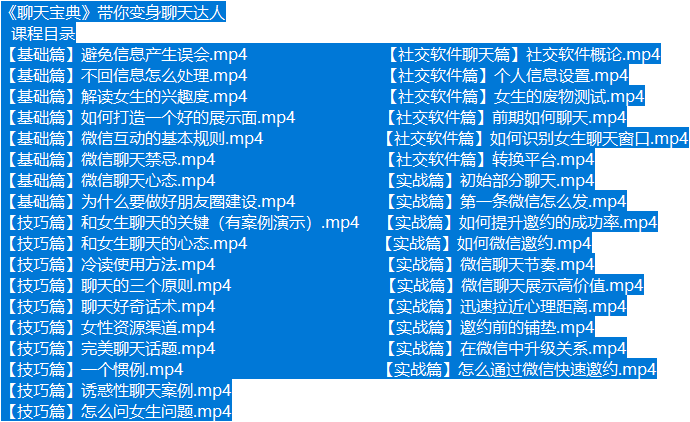 《聊天宝典》带你变身聊天达人
课程目录
【基础篇】避免信息产生误会.mp4 【社交软件聊天篇】社交软件概论.mp4
【基础篇】不回信息怎么处理.mp4 【社交软件篇】个人信息设置.mp4
【基础篇】解读女生的兴趣度.mp4 【社交软件篇】女生的废物测试.mp4
【基础篇】如何打造一个好的展示面.mp4 【社交软件篇】前期如何聊天.mp4
【基础篇】微信互动的基本规则.mp4 【社交软件篇】如何识别女生聊天窗口.mp4
【基础篇】微信聊天禁忌.mp4 【社交软件篇】转换平台.mp4
【基础篇】微信聊天心态.mp4 【实战篇】初始部分聊天.mp4
【基础篇】为什么要做好朋友圈建设.mp4 【实战篇】第一条微信怎么发.mp4
【技巧篇】和女生聊天的关键（有案例演示）.mp4 【实战篇】如何提升邀约的成功率.mp4
【技巧篇】和女生聊天的心态.mp4 【实战篇】如何微信邀约.mp4
【技巧篇】冷读使用方法.mp4 【实战篇】微信聊天节奏.mp4
【技巧篇】聊天的三个原则.mp4 【实战篇】微信聊天展示高价值.mp4
【技巧篇】聊天好奇话术.mp4 【实战篇】迅速拉近心理距离.mp4
【技巧篇】女性资源渠道.mp4 【实战篇】邀约前的铺垫.mp4
【技巧篇】完美聊天话题.mp4 【实战篇】在微信中升级关系.mp4
【技巧篇】一个惯例.mp4 【实战篇】怎么通过微信快速邀约.mp4
【技巧篇】诱惑性聊天案例.mp4
【技巧篇】怎么问女生问题.mp4